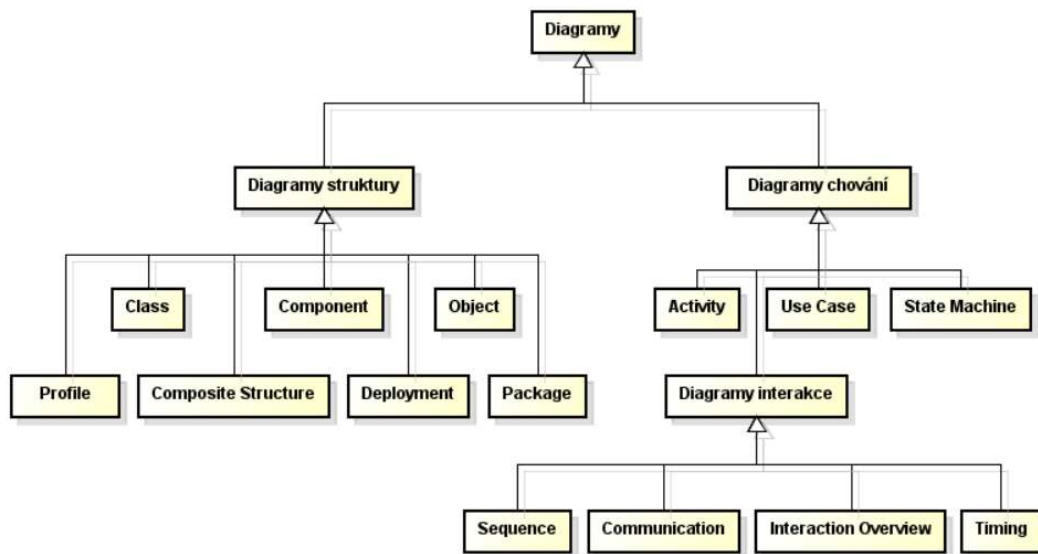 Diagramy
Diagramy struktury
Diagramy chování
Class
Component
Object
Activity
Use Case
State Machine
Profile
Composite Structure
Deployment
Package
Diagramy interakce
Sequence
Communication
Interaction Overview
Timing